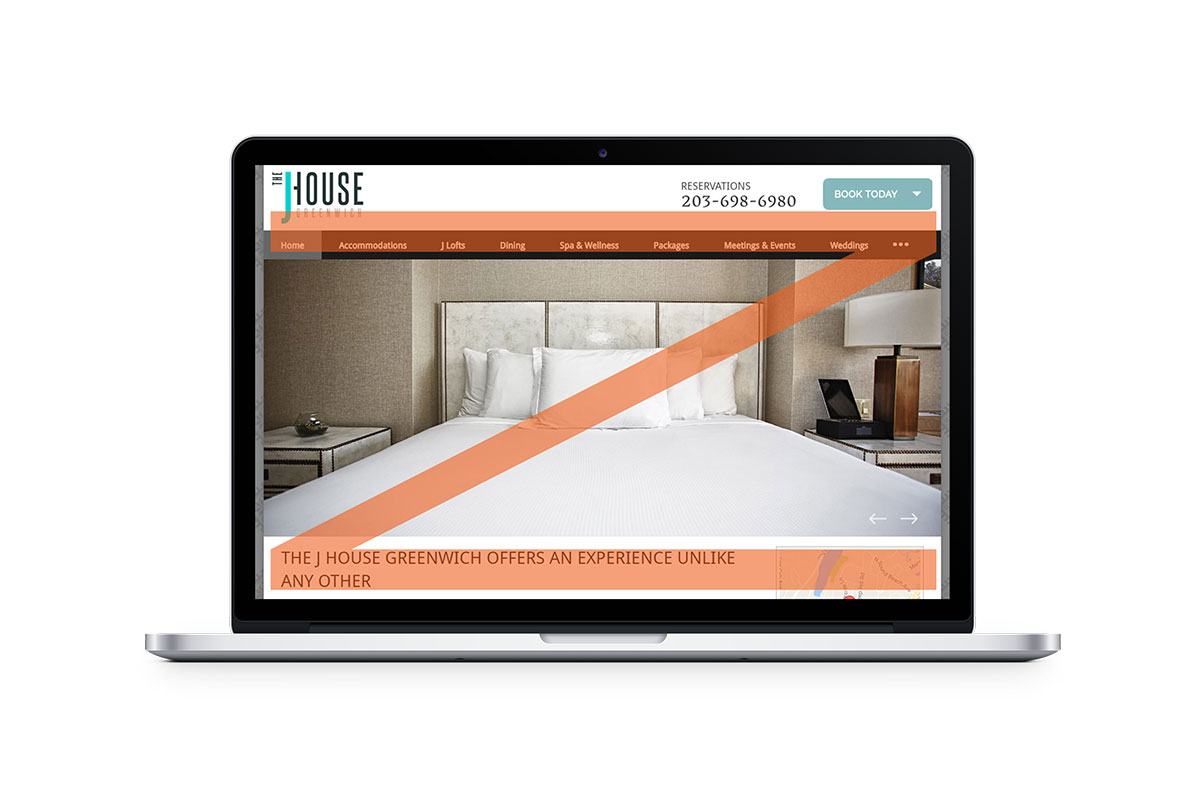 THE
J HOUSE
GREENWICH
RESERVATIONS
203-698-6980
BOOK TODAY
Home Accommodations J Lofts Dining Spa & Wellness Packages Meetings & Events Weddings
THE J HOUSE GREENWICH OFFERS AN EXPERIENCE UNLIKE
ANY OTHER